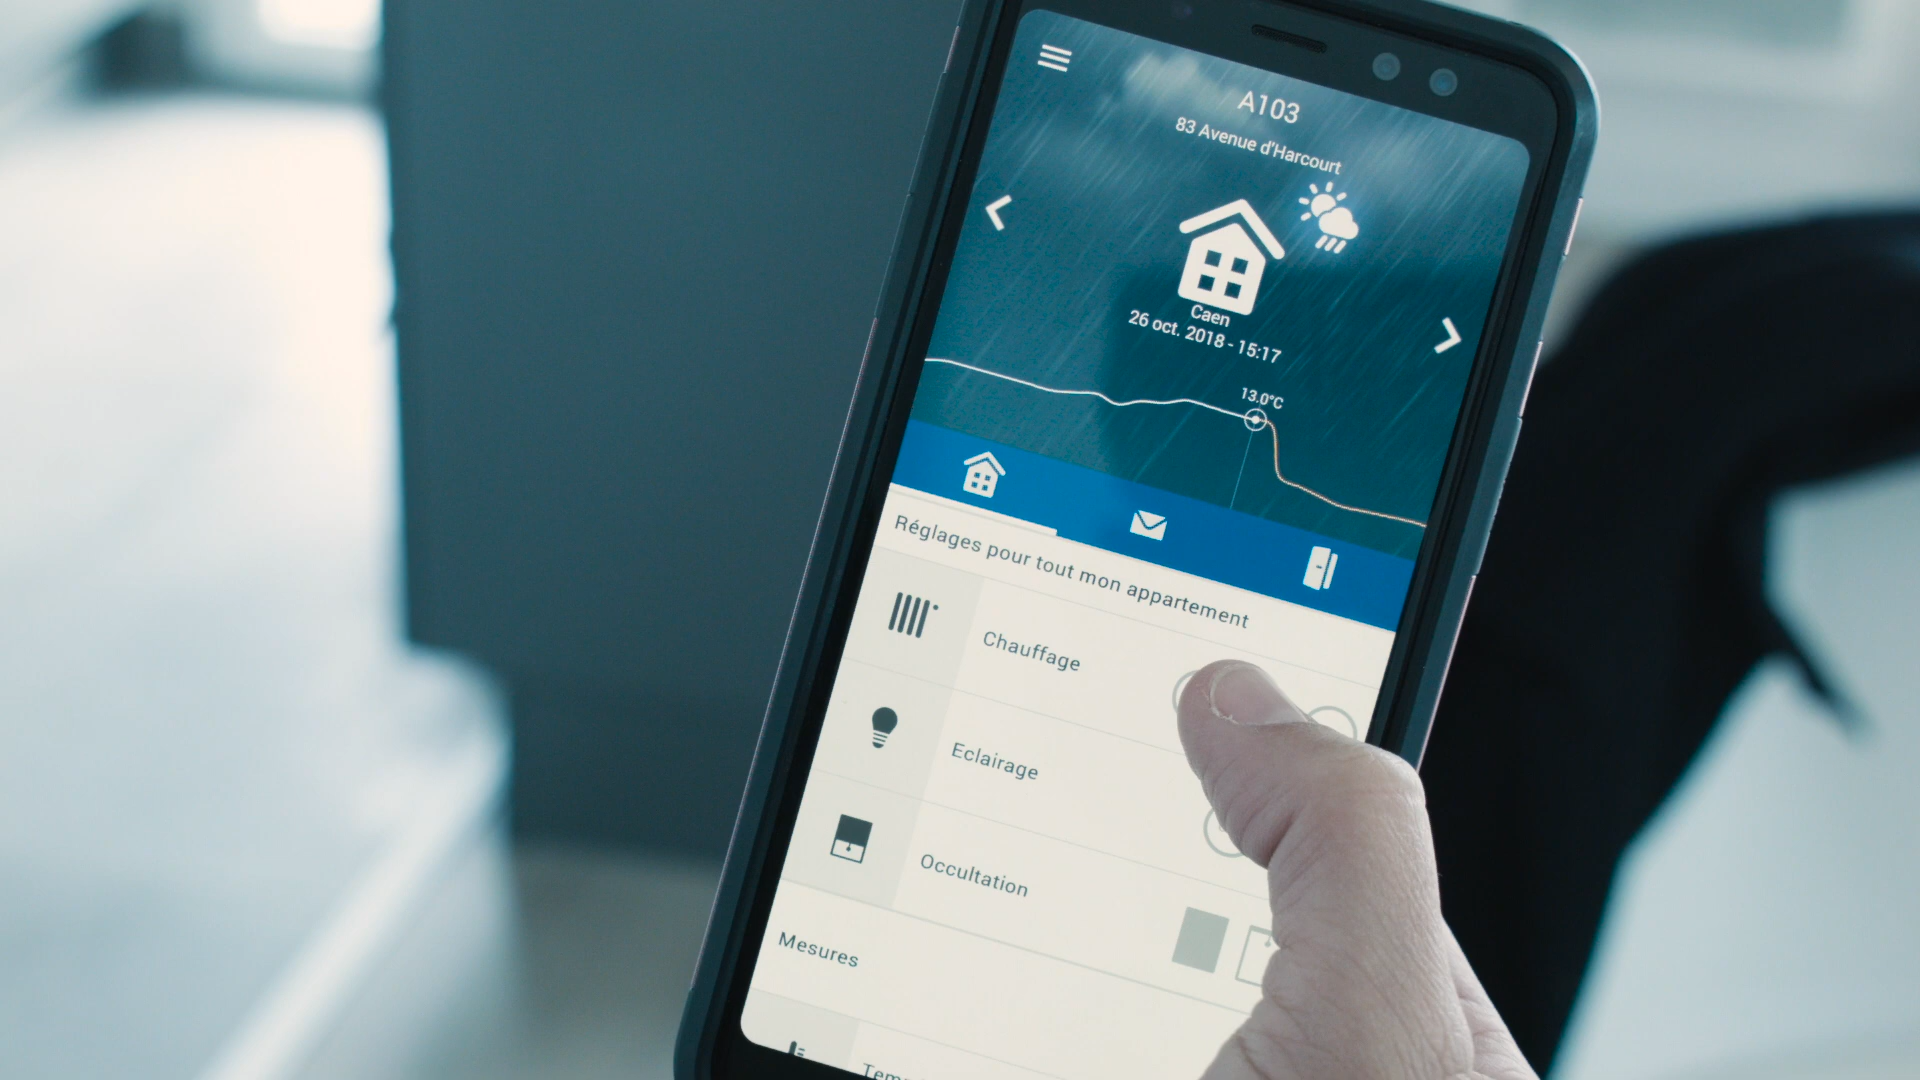 A103
83 Avenue d'Harcourt
Caen
26 oct. 2018 - 15:17
13.0°C
Réglages pour tout mon appartement
Chauffage
Eclairage
Occultation
Mesures